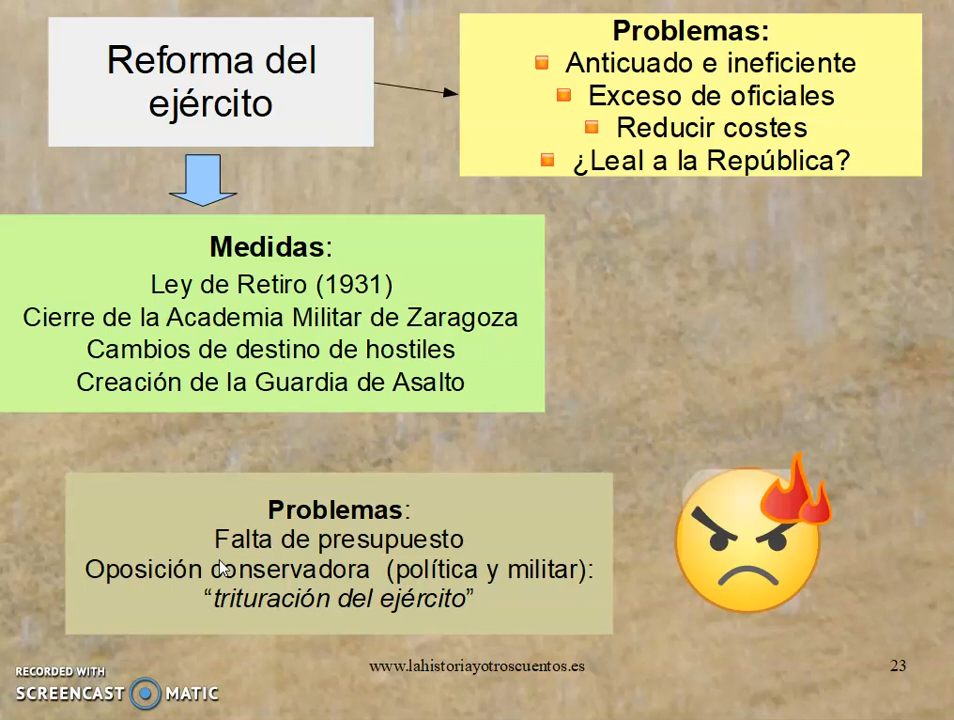 Reforma del
ejército
Problemas:
Anticuado e ineficiente
Exceso de oficiales
Reducir costes
¿Leal a la República?
Medidas:
Ley de Retiro (1931)
Cierre de la Academia Militar de Zaragoza
Cambios de destino de hostiles
Creación de la Guardia de Asalto
Problemas:
Falta de presupuesto
Oposición conservadora (política y militar):
“trituración del ejército”
www.lahistoriayotroscuentos.es
23
RECORDED WITH
SCREENCAST MATIC